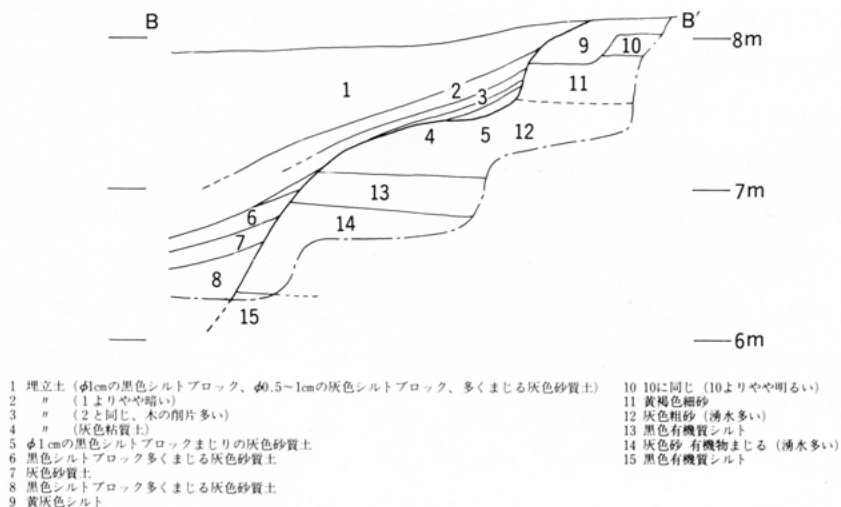 B
B′
8m
9
10
1
2
3
11
4
5
12
7m
13
6
14
7
8
15
6m
1 埋立土（φ1cmの黒色シルトブロック、φ0.5～1cmの灰色シルトブロック、多くまじる灰色砂質土）
2 〃 （1よりやや暗い）
3 〃 （2と同じ、木の削片多い）
4 〃 （灰色粘質土）
5 φ1cmの黒色シルトブロックまじりの灰色砂質土
6 黒色シルトブロック多くまじる灰色砂質土
7 灰色砂質土
8 黒色シルトブロック多くまじる灰色砂質土
9 黄灰色シルト
10 10に同じ（10よりやや明るい）
11 黄褐色細砂
12 灰色粗砂（湧水多い）
13 黒色有機質シルト
14 灰色砂 有機物まじる（湧水多い）
15 黒色有機質シルト